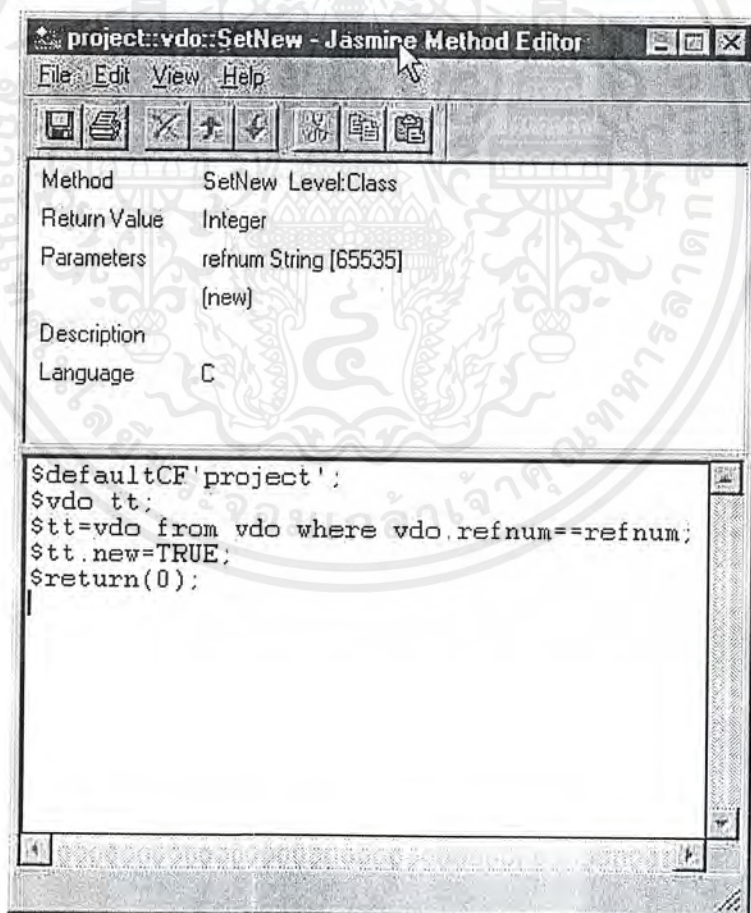 project::vdo::SetNew - Jasmine Method Editor
File Edit View Help
Method SetNew Level:Class
Return Value Integer
Parameters refnum String [65535]
(new)
Description
Language C
$defaultCF'project';
$vdo tt;
$tt=vdo from vdo where vdo.refnum==refnum;
$tt.new=TRUE;
$return(0);